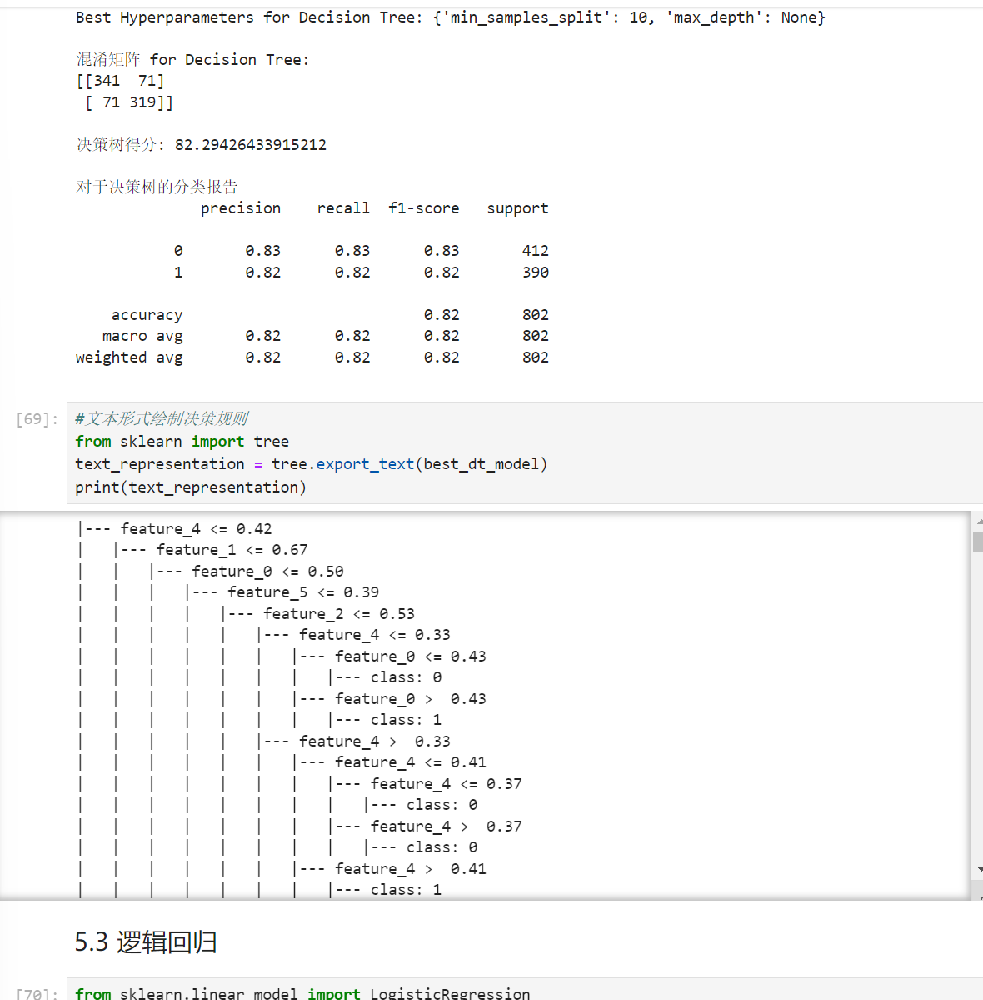 Best Hyperparameters for Decision Tree: {'min_samples_split': 10, 'max_depth': None}
混淆矩阵 for Decision Tree:
[[341  71]
 [ 71 319]]
决策树得分: 82.29426433915212
对于决策树的分类报告
              precision    recall  f1-score   support
           0       0.83      0.83      0.83       412
           1       0.82      0.82      0.82       390
    accuracy                           0.82       802
   macro avg       0.82      0.82      0.82       802
weighted avg       0.82      0.82      0.82       802
[69]: #文本形式绘制决策规则
from sklearn import tree
text_representation = tree.export_text(best_dt_model)
print(text_representation)
|--- feature_4 <= 0.42
|   |--- feature_1 <= 0.67
|   |   |--- feature_0 <= 0.50
|   |   |   |--- feature_5 <= 0.39
|   |   |   |   |--- feature_2 <= 0.53
|   |   |   |   |   |--- feature_4 <= 0.33
|   |   |   |   |   |   |--- feature_0 <= 0.43
|   |   |   |   |   |   |   |--- class: 0
|   |   |   |   |   |   |--- feature_0 >  0.43
|   |   |   |   |   |   |   |--- class: 1
|   |   |   |   |   |--- feature_4 >  0.33
|   |   |   |   |   |   |--- feature_4 <= 0.41
|   |   |   |   |   |   |   |--- feature_4 <= 0.37
|   |   |   |   |   |   |   |   |--- class: 0
|   |   |   |   |   |   |   |--- feature_4 >  0.37
|   |   |   |   |   |   |   |   |--- class: 0
|   |   |   |   |   |   |--- feature_4 >  0.41
|   |   |   |   |   |   |   |--- class: 1
5.3 逻辑回归
[70]: from sklearn.linear_model import LogisticRegression